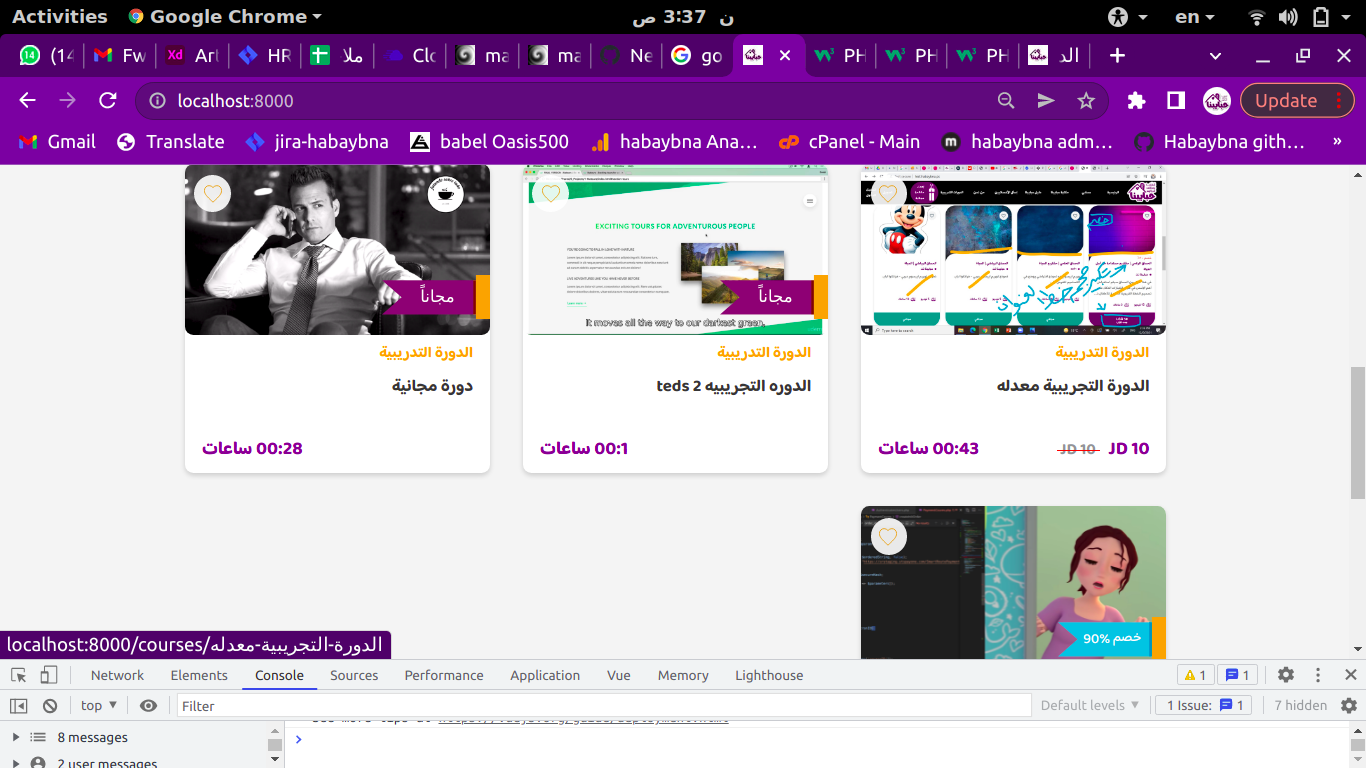 Activities
Google Chrome
ن 3:37 ص
en
(14
Fw
Art
HR
ملا
Clo
ma
ma
Ne
go
PH
PH
PH
الد
localhost:8000
Update
Gmail
Translate
jira-habaybna
babel Oasis500
habaybna Ana...
cPanel - Main
habaybna adm...
Habaybna gith...
»
EXCITING TOURS FOR ADVENTUROUS PEOPLE
It moves all the way to our darkest green,
مجاناً
مجاناً
الدورة التدريبية
الدورة التجريبية معدله
JD 10
JD 10
00:43 ساعات
الدورة التدريبية
الدوره التجريبيه 2 teds
00:1 ساعات
الدورة التدريبية
دورة مجانية
00:28 ساعات
خصم 90%
localhost:8000/courses/الدورة-التجريبية-معدله
Network
Elements
Console
Sources
Performance
Application
Vue
Memory
Lighthouse
1
1
top
Filter
Default levels
1 Issue: 1
7 hidden
8 messages
2 user messages